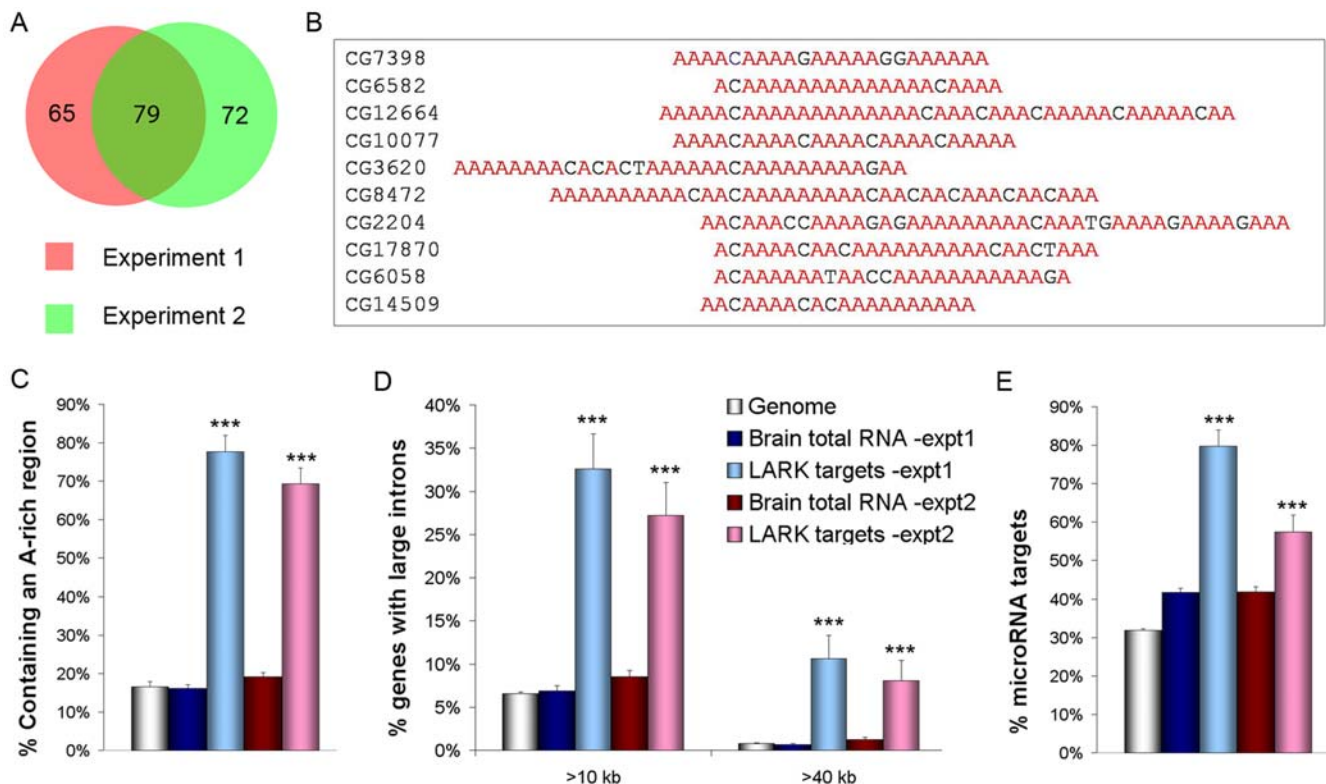 A
65
79
72
Experiment 1
Experiment 2
B
CG7398 AAAACAAAAGAAAAAGGAAAAAA
CG6582 ACAAAAAAAAAAAAAACAAAA
CG12664 AAAAACAAAAAAAAAAAAACAAACAAACAAAAACAAAAACAA
CG10077 AAAACAAAACAAAACAAAACAAAAA
CG3620 AAAAAAAACACACTAAAAAACAAAAAAAAAGAA
CG8472 AAAAAAAAAACAACAAAAAAAAACAACAACAAACAACAAA
CG2204 AACAAACCAAAAGAGAAAAAAAAACAAATGAAAAGAAAAGAAA
CG17870 ACAAAACAACAAAAAAAAAACAACTAAA
CG6058 ACAAAAAATAACCAAAAAAAAAAAGA
CG14509 AACAAAACACAAAAAAAAAA
C
% Containing an A-rich region
90%
80%
70%
60%
50%
40%
30%
20%
10%
0%
***
***
D
% genes with large introns
40%
35%
30%
25%
20%
15%
10%
5%
0%
***
***
***
***
>10 kb
>40 kb
Genome
Brain total RNA -expt1
LARK targets -expt1
Brain total RNA -expt2
LARK targets -expt2
E
% microRNA targets
90%
80%
70%
60%
50%
40%
30%
20%
10%
0%
***
***